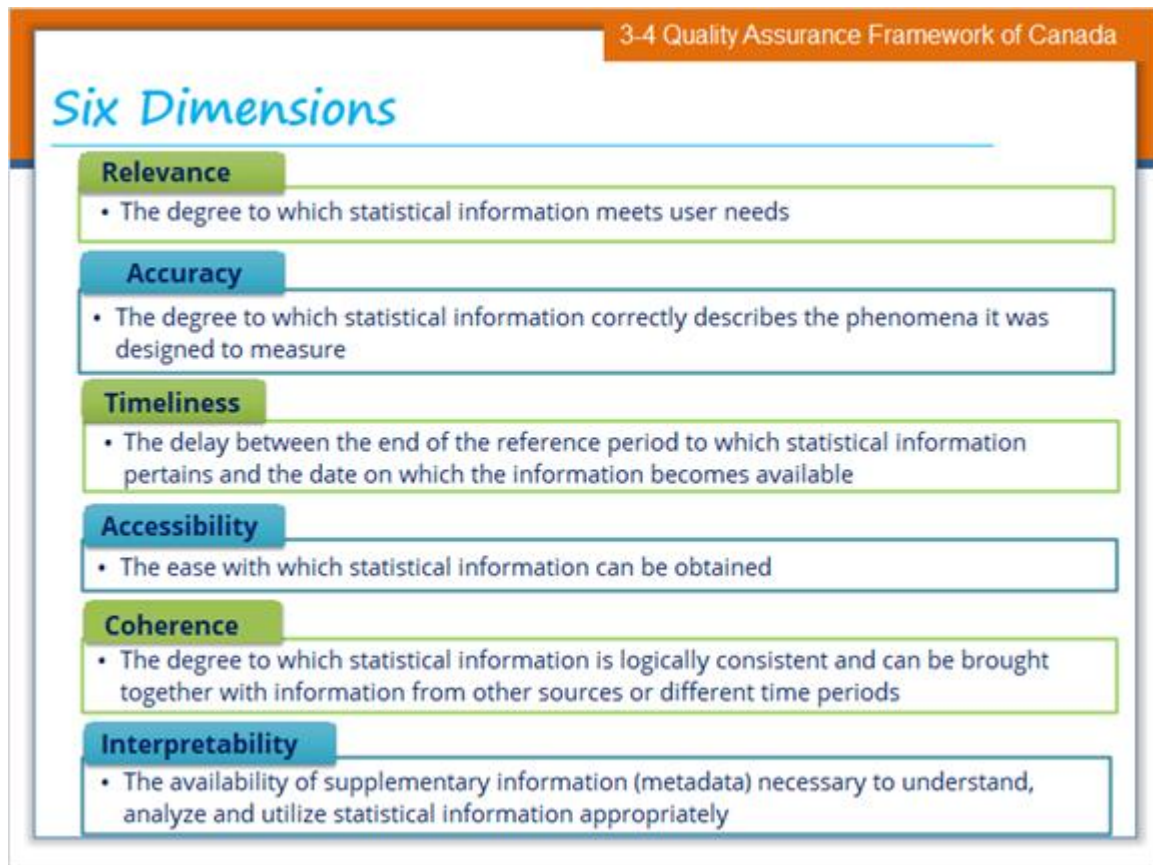 3-4 Quality Assurance Framework of Canada
Six Dimensions
Relevance
• The degree to which statistical information meets user needs
Accuracy
• The degree to which statistical information correctly describes the phenomena it was
designed to measure
Timeliness
• The delay between the end of the reference period to which statistical information
pertains and the date on which the information becomes available
Accessibility
• The ease with which statistical information can be obtained
Coherence
• The degree to which statistical information is logically consistent and can be brought
together with information from other sources or different time periods
Interpretability
• The availability of supplementary information (metadata) necessary to understand,
analyze and utilize statistical information appropriately